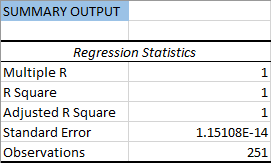 SUMMARY OUTPUT
Regression Statistics
Multiple R 1
R Square 1
Adjusted R Square 1
Standard Error 1.15108E-14
Observations 251